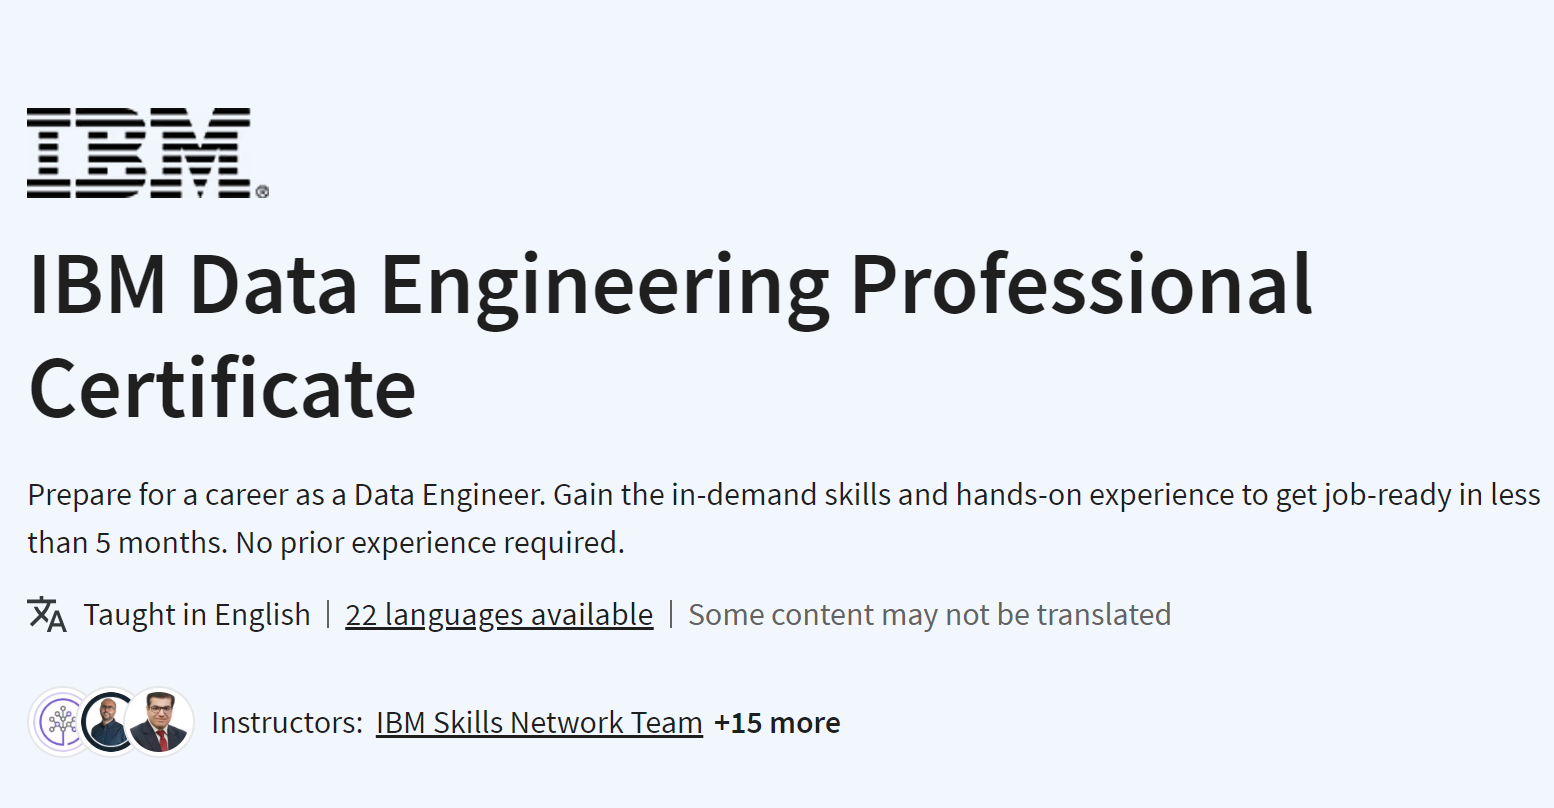 IBM®
IBM Data Engineering Professional
Certificate
Prepare for a career as a Data Engineer. Gain the in-demand skills and hands-on experience to get job-ready in less
than 5 months. No prior experience required.
Taught in English | 22 languages available | Some content may not be translated
Instructors: IBM Skills Network Team +15 more